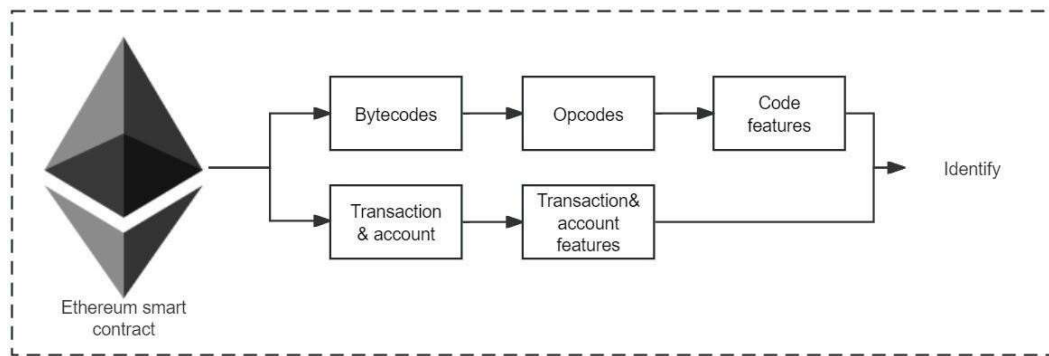 Bytecodes
Opcodes
Code
features
Identify
Transaction
& account
Transaction&
account
features
Ethereum smart
contract